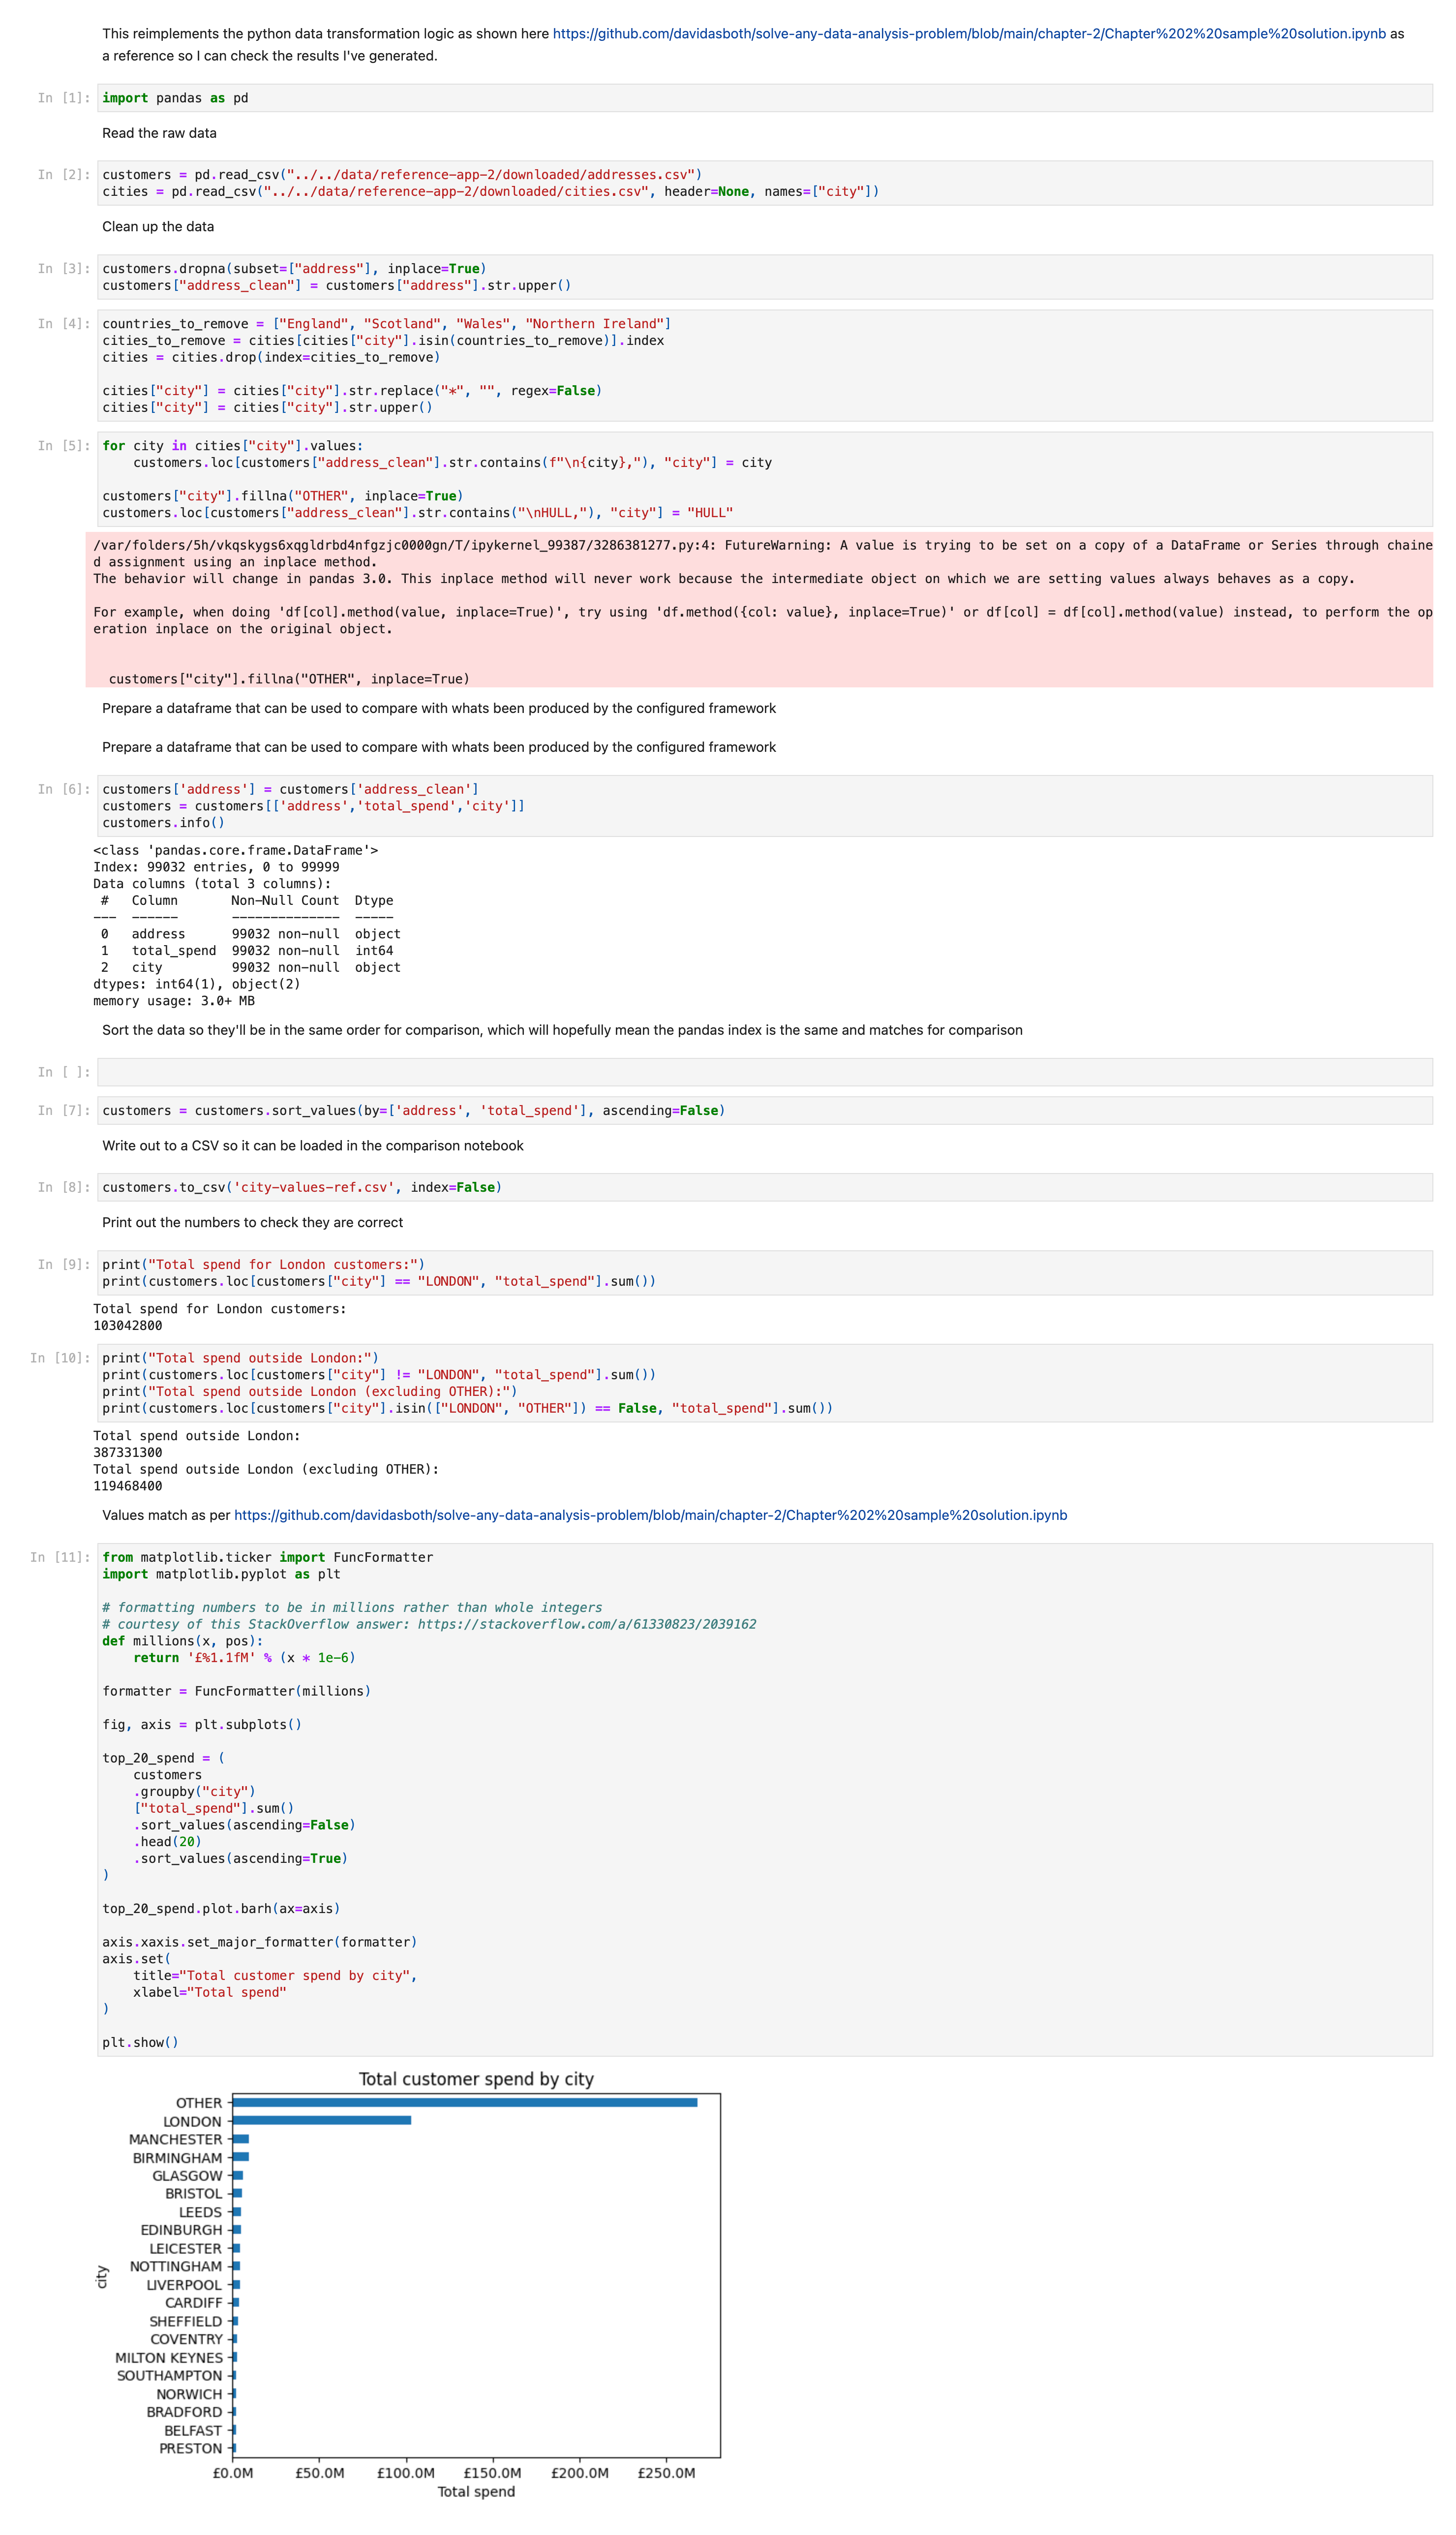 This reimplements the python data transformation logic as shown here https://github.com/davidasboth/solve-any-data-analysis-problem/blob/main/chapter-2/Chapter%202%20sample%20solution.ipynb as
a reference so I can check the results I've generated.
In [1]: import pandas as pd
Read the raw data
In [2]: customers = pd.read_csv("../../data/reference-app-2/downloaded/addresses.csv")
cities = pd.read_csv("../../data/reference-app-2/downloaded/cities.csv", header=None, names=["city"])
Clean up the data
In [3]: customers.dropna(subset=["address"], inplace=True)
customers["address_clean"] = customers["address"].str.upper()
In [4]: countries_to_remove = ["England", "Scotland", "Wales", "Northern Ireland"]
cities_to_remove = cities[cities["city"].isin(countries_to_remove)].index
cities = cities.drop(index=cities_to_remove)
cities["city"] = cities["city"].str.replace("*", "", regex=False)
cities["city"] = cities["city"].str.upper()
In [5]: for city in cities["city"].values:
    customers.loc[customers["address_clean"].str.contains(f"\n{city},"), "city"] = city
customers["city"].fillna("OTHER", inplace=True)
customers.loc[customers["address_clean"].str.contains("\nHULL,"), "city"] = "HULL"
/var/folders/5h/vkqskygs6xqgldrbd4nfgzjc0000gn/T/ipykernel_99387/3286381277.py:4: FutureWarning: A value is trying to be set on a copy of a DataFrame or Series through chaine
d assignment using an inplace method.
The behavior will change in pandas 3.0. This inplace method will never work because the intermediate object on which we are setting values always behaves as a copy.
For example, when doing 'df[col].method(value, inplace=True)', try using 'df.method({col: value}, inplace=True)' or df[col] = df[col].method(value) instead, to perform the op
eration inplace on the original object.
  customers["city"].fillna("OTHER", inplace=True)
Prepare a dataframe that can be used to compare with whats been produced by the configured framework
Prepare a dataframe that can be used to compare with whats been produced by the configured framework
In [6]: customers['address'] = customers['address_clean']
customers = customers[['address','total_spend','city']]
customers.info()
<class 'pandas.core.frame.DataFrame'>
Index: 99032 entries, 0 to 99999
Data columns (total 3 columns):
 #   Column       Non-Null Count  Dtype
---  ------       --------------  -----
 0   address      99032 non-null  object
 1   total_spend  99032 non-null  int64
 2   city         99032 non-null  object
dtypes: int64(1), object(2)
memory usage: 3.0+ MB
Sort the data so they'll be in the same order for comparison, which will hopefully mean the pandas index is the same and matches for comparison
In [ ]:
In [7]: customers = customers.sort_values(by=['address', 'total_spend'], ascending=False)
Write out to a CSV so it can be loaded in the comparison notebook
In [8]: customers.to_csv('city-values-ref.csv', index=False)
Print out the numbers to check they are correct
In [9]: print("Total spend for London customers:")
print(customers.loc[customers["city"] == "LONDON", "total_spend"].sum())
Total spend for London customers:
103042800
In [10]: print("Total spend outside London:")
print(customers.loc[customers["city"] != "LONDON", "total_spend"].sum())
print("Total spend outside London (excluding OTHER):")
print(customers.loc[customers["city"].isin(["LONDON", "OTHER"]) == False, "total_spend"].sum())
Total spend outside London:
387331300
Total spend outside London (excluding OTHER):
119468400
Values match as per https://github.com/davidasboth/solve-any-data-analysis-problem/blob/main/chapter-2/Chapter%202%20sample%20solution.ipynb
In [11]: from matplotlib.ticker import FuncFormatter
import matplotlib.pyplot as plt
# formatting numbers to be in millions rather than whole integers
# courtesy of this StackOverflow answer: https://stackoverflow.com/a/61330823/2039162
def millions(x, pos):
    return '£%1.1fM' % (x * 1e-6)
formatter = FuncFormatter(millions)
fig, axis = plt.subplots()
top_20_spend = (
    customers
    .groupby("city")
    ["total_spend"].sum()
    .sort_values(ascending=False)
    .head(20)
    .sort_values(ascending=True)
)
top_20_spend.plot.barh(ax=axis)
axis.xaxis.set_major_formatter(formatter)
axis.set(
    title="Total customer spend by city",
    xlabel="Total spend"
)
plt.show()
Total customer spend by city
OTHER
LONDON
MANCHESTER
BIRMINGHAM
GLASGOW
BRISTOL
LEEDS
EDINBURGH
LEICESTER
NOTTINGHAM
LIVERPOOL
CARDIFF
SHEFFIELD
COVENTRY
MILTON KEYNES
SOUTHAMPTON
NORWICH
BRADFORD
BELFAST
PRESTON
city
£0.0M £50.0M £100.0M £150.0M £200.0M £250.0M
Total spend